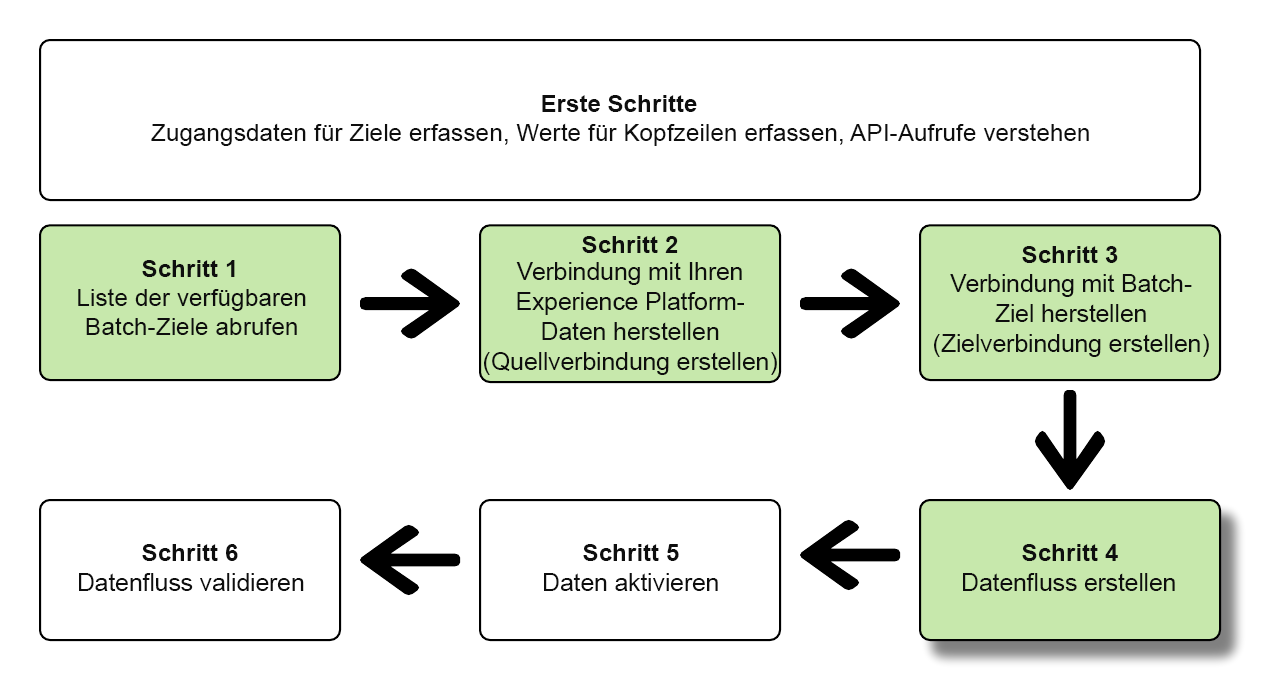 Erste Schritte
Zugangsdaten für Ziele erfassen, Werte für Kopfzeilen erfassen, API-Aufrufe verstehen
Schritt 1
Liste der verfügbaren
Batch-Ziele abrufen
Schritt 2
Verbindung mit Ihren
Experience Platform-
Daten herstellen
(Quellverbindung erstellen)
Schritt 3
Verbindung mit Batch-
Ziel herstellen
(Zielverbindung erstellen)
Schritt 4
Datenfluss erstellen
Schritt 5
Daten aktivieren
Schritt 6
Datenfluss validieren